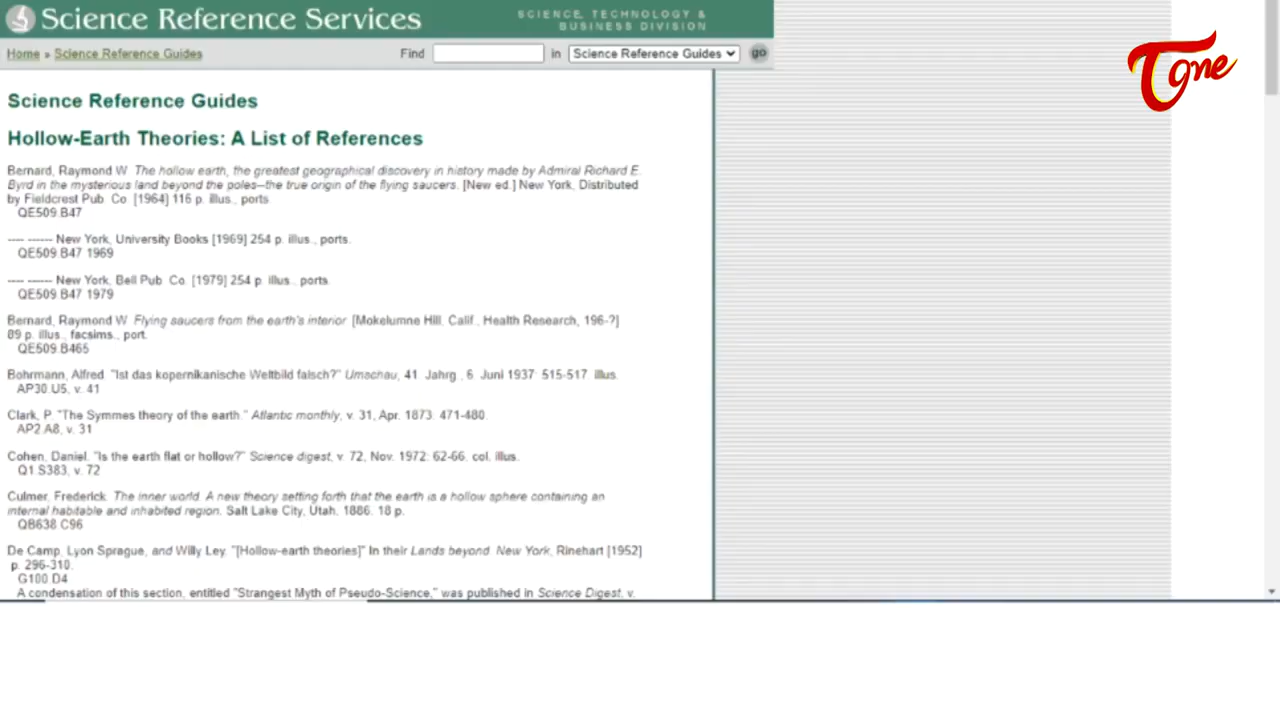 Science Reference Services
SCIENCE, TECHNOLOGY &
BUSINESS DIVISION
Home » Science Reference Guides
Find in Science Reference Guides go
Tone
Science Reference Guides
Hollow-Earth Theories: A List of References
Bernard, Raymond W. The hollow earth, the greatest geographical discovery in history made by Admiral Richard E.
Byrd in the mysterious land beyond the poles—the true origin of the flying saucers. [New ed.] New York, Distributed
by Fieldcrest Pub. Co. [1964] 116 p. illus., ports.
QE509.B47
---- ------ New York, University Books [1969] 254 p. illus., ports.
QE509.B47 1969
---- ------ New York, Bell Pub. Co. [1979] 254 p. illus., ports.
QE509.B47 1979
Bernard, Raymond W. Flying saucers from the earth's interior. [Mokelumne Hill, Calif., Health Research, 196-?]
89 p. illus., facsims., port.
QE509.B465
Bohrmann, Alfred. "Ist das kopernikanische Weltbild falsch?" Umschau, 41. Jahrg., 6. Juni 1937: 515-517. illus.
AP30.U5, v. 41
Clark, P. "The Symmes theory of the earth." Atlantic monthly, v. 31, Apr. 1873: 471-480.
AP2.A8, v. 31
Cohen, Daniel. "Is the earth flat or hollow?" Science digest, v. 72, Nov. 1972: 62-66. col. illus.
Q1.S383, v. 72
Culmer, Frederick. The inner world. A new theory setting forth that the earth is a hollow sphere containing an
internal habitable and inhabited region. Salt Lake City, Utah, 1886. 18 p.
QB638.C96
De Camp, Lyon Sprague, and Willy Ley. "[Hollow-earth theories]" In their Lands beyond. New York, Rinehart [1952]
p. 296-310.
G100.D4
A condensation of this section, entitled "Strangest Myth of Pseudo-Science," was published in Science Digest, v.